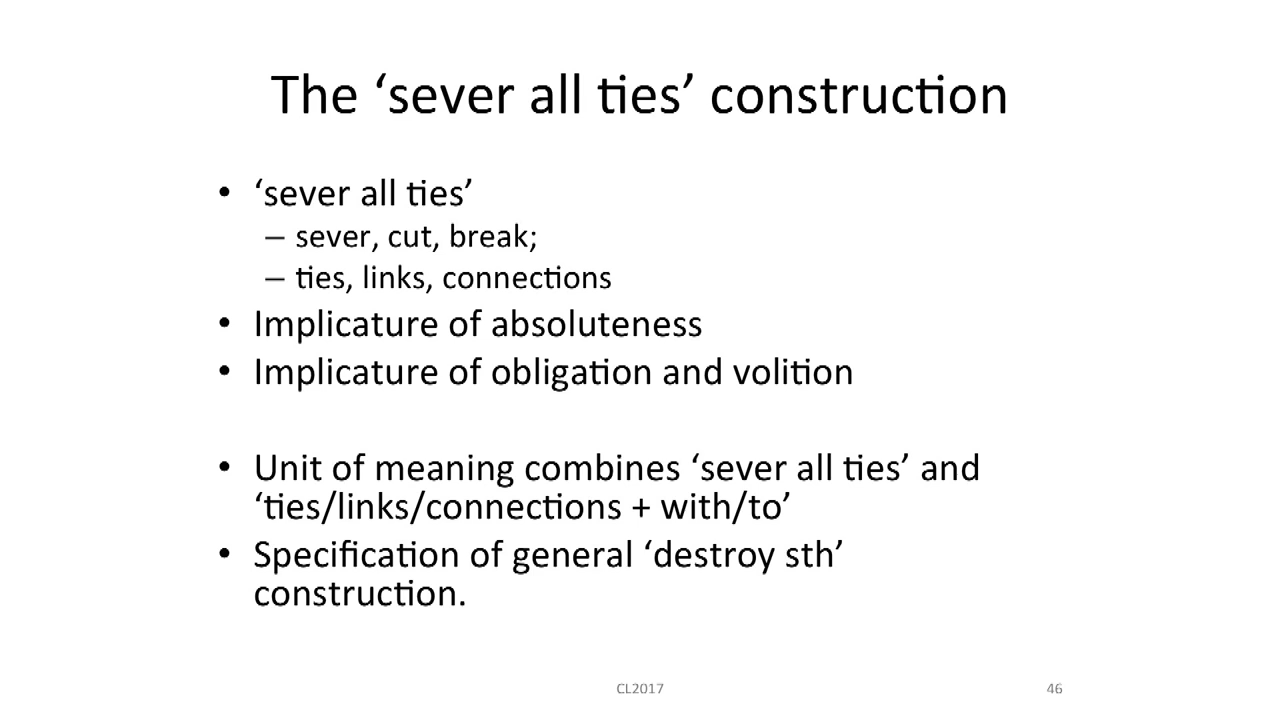 The ‘sever all ties’ construction
• ‘sever all ties’
– sever, cut, break;
– ties, links, connections
• Implicature of absoluteness
• Implicature of obligation and volition
• Unit of meaning combines ‘sever all ties’ and
‘ties/links/connections + with/to’
• Specification of general ‘destroy sth’
construction.
CL2017
46